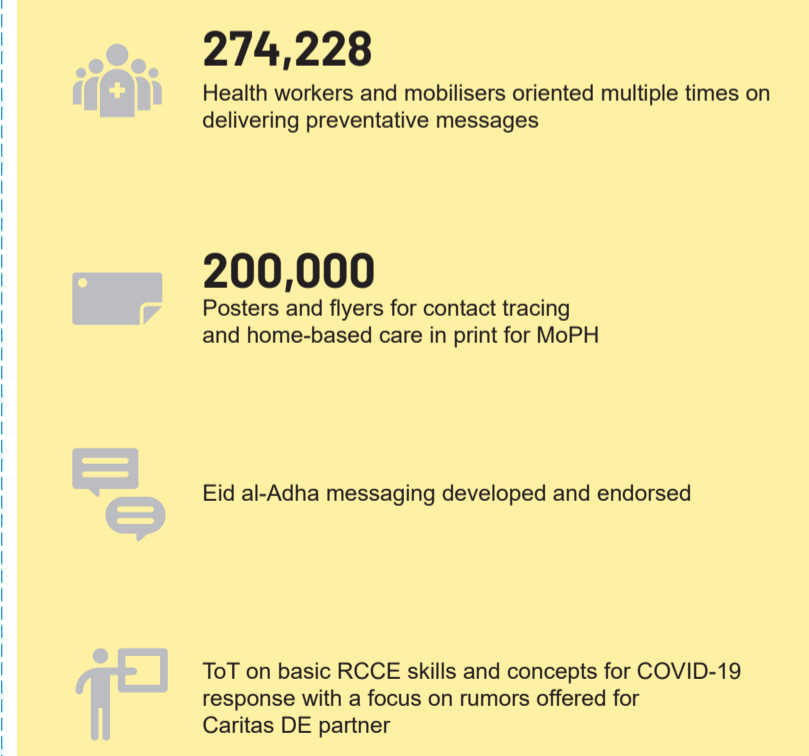 274,228
Health workers and mobilisers oriented multiple times on
delivering preventative messages
200,000
Posters and flyers for contact tracing
and home-based care in print for MoPH
Eid al-Adha messaging developed and endorsed
ToT on basic RCCE skills and concepts for COVID-19
response with a focus on rumors offered for
Caritas DE partner